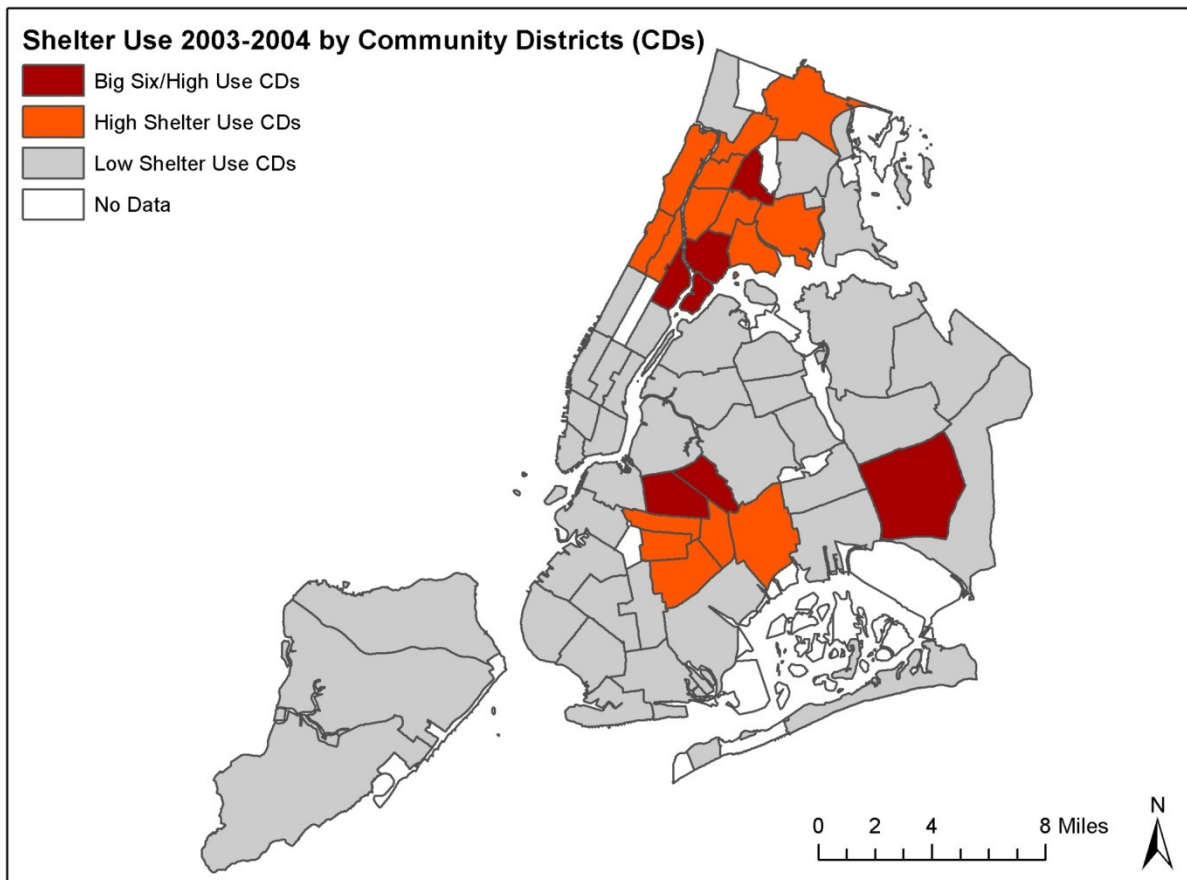 Shelter Use 2003-2004 by Community Districts (CDs)
Big Six/High Use CDs
High Shelter Use CDs
Low Shelter Use CDs
No Data
N
0 2 4 8 Miles